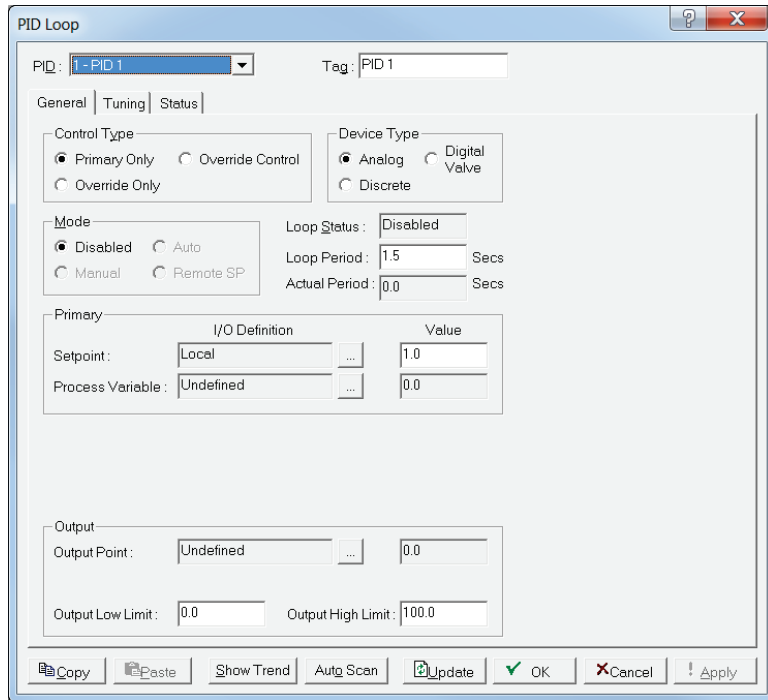 PID Loop
PID : 1 - PID 1 Tag : PID 1
General Tuning Status
Control Type
Primary Only Override Control
Override Only
Device Type
Analog Digital Valve
Discrete
Mode
Disabled Auto
Manual Remote SP
Loop Status : Disabled
Loop Period : 1.5 Secs
Actual Period : 0.0 Secs
Primary
I/O Definition Value
Setpoint : Local ... 1.0
Process Variable : Undefined ... 0.0
Output
Output Point : Undefined ... 0.0
Output Low Limit : 0.0 Output High Limit : 100.0
Copy Paste Show Trend Auto Scan Update OK Cancel ! Apply